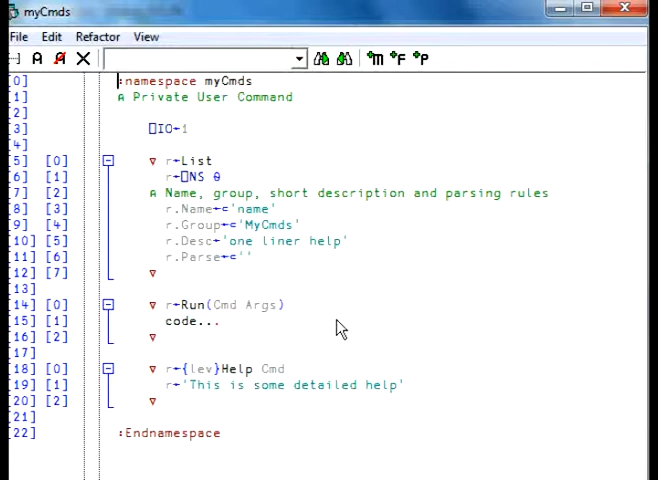 myCmds
File Edit Refactor View
A A X *M *F *P
[0] :namespace myCmds
[1] ⍝ Private User Command
[2]
[3] ⎕IO←1
[4]
[5] [0] ∇ r←List
[6] [1] r←⎕NS ⍬
[7] [2] ⍝ Name, group, short description and parsing rules
[8] [3] r.Name←⊂'name'
[9] [4] r.Group←⊂'MyCmds'
[10] [5] r.Desc←'one liner help'
[11] [6] r.Parse←⊂''
[12] [7] ∇
[13]
[14] [0] ∇ r←Run(Cmd Args)
[15] [1] code...
[16] [2] ∇
[17]
[18] [0] ∇ r←{lev}Help Cmd
[19] [1] r←'This is some detailed help'
[20] [2] ∇
[21]
[22] :Endnamespace